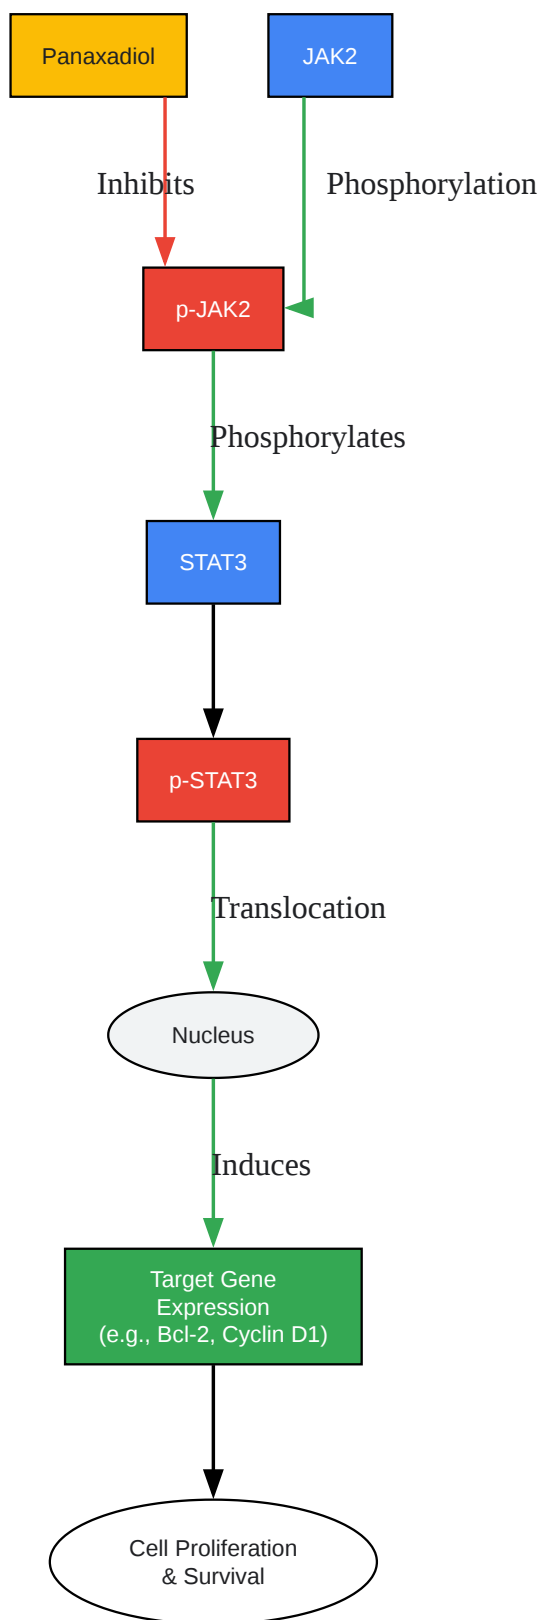 Panaxadiol
JAK2
Inhibits
Phosphorylation
p-JAK2
Phosphorylates
STAT3
p-STAT3
Translocation
Nucleus
Induces
Target Gene
Expression
(e.g., Bcl-2, Cyclin D1)
Cell Proliferation
& Survival